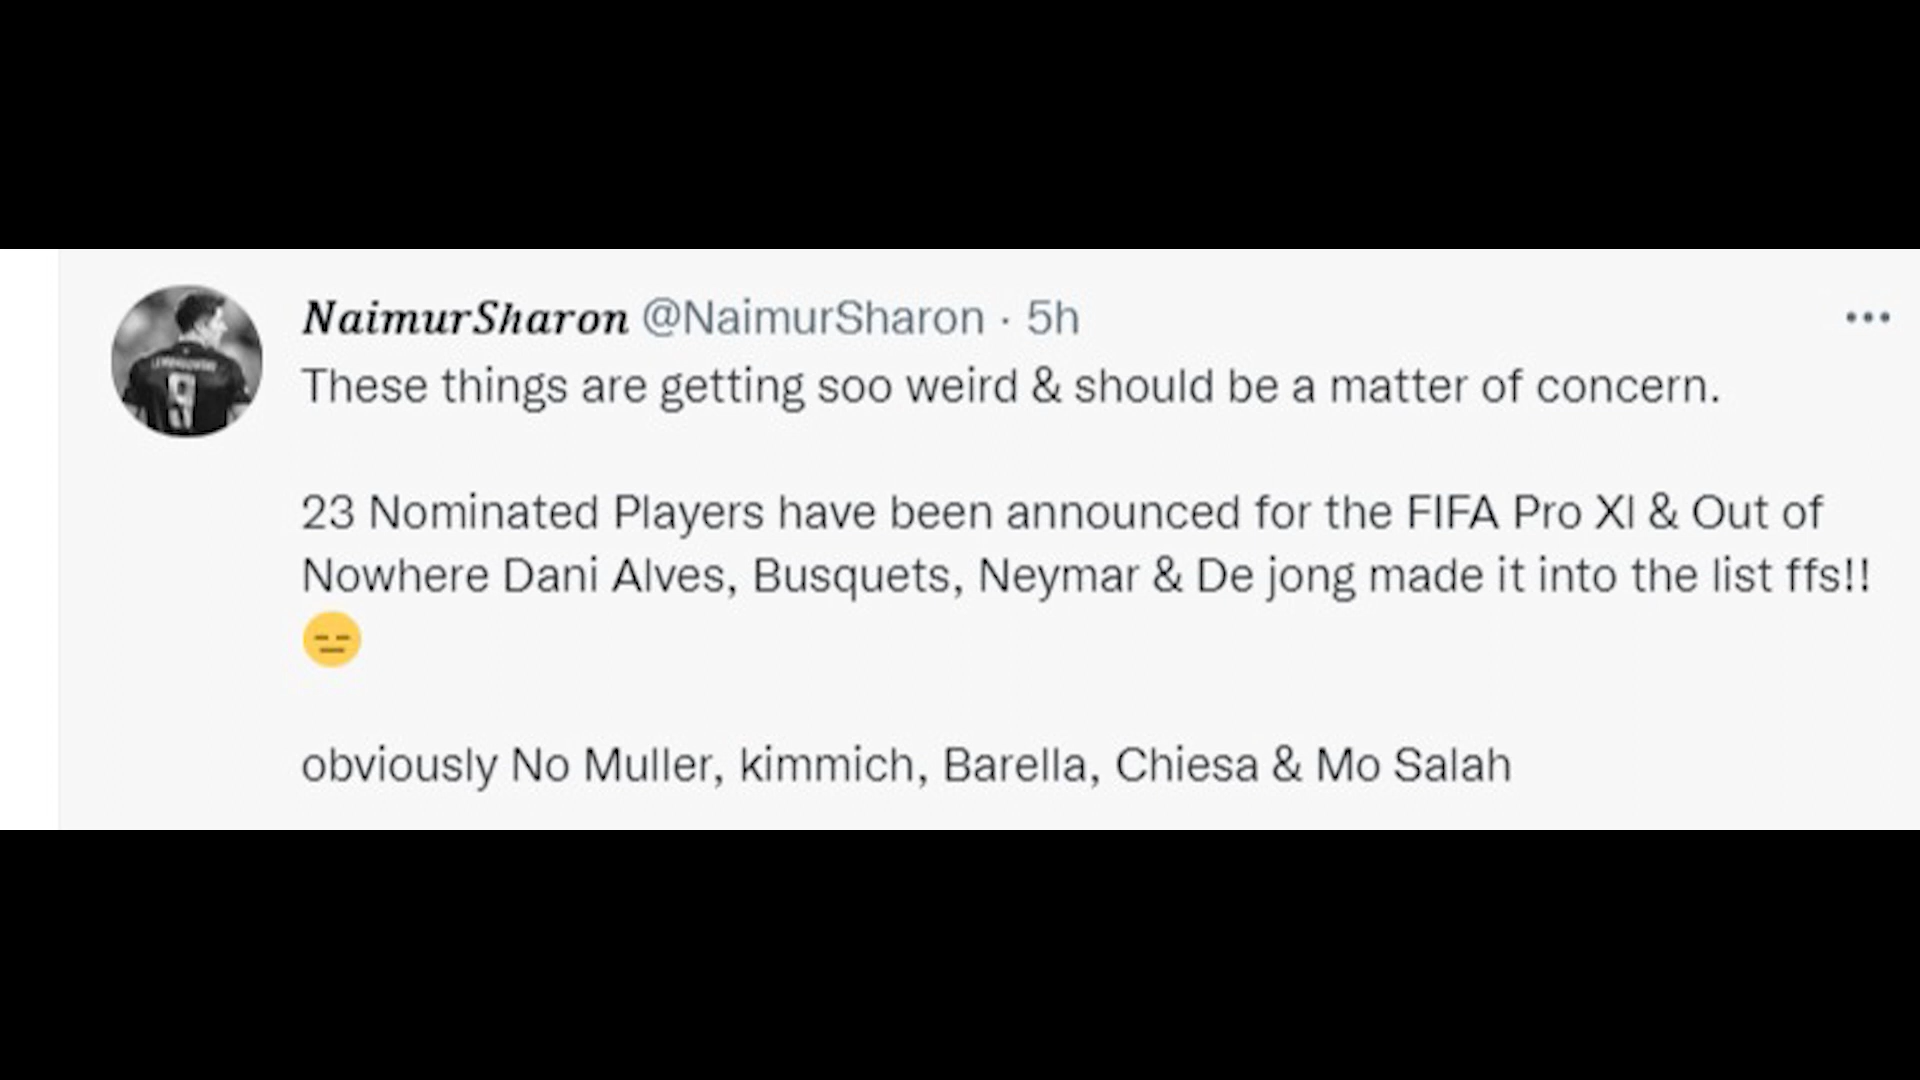 NaimurSharon @NaimurSharon · 5h
These things are getting soo weird & should be a matter of concern.
23 Nominated Players have been announced for the FIFA Pro XI & Out of
Nowhere Dani Alves, Busquets, Neymar & De jong made it into the list ffs!!
😑
obviously No Muller, kimmich, Barella, Chiesa & Mo Salah